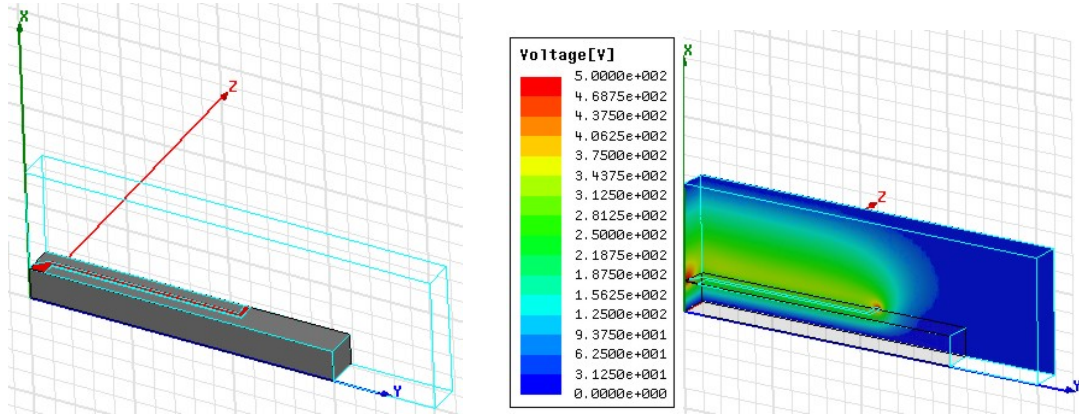 X
Z
Y
Voltage[V]
5.0000e+002
4.6875e+002
4.3750e+002
4.0625e+002
3.7500e+002
3.4375e+002
3.1250e+002
2.8125e+002
2.5000e+002
2.1875e+002
1.8750e+002
1.5625e+002
1.2500e+002
9.3750e+001
6.2500e+001
3.1250e+001
0.0000e+000
X
Z
Y